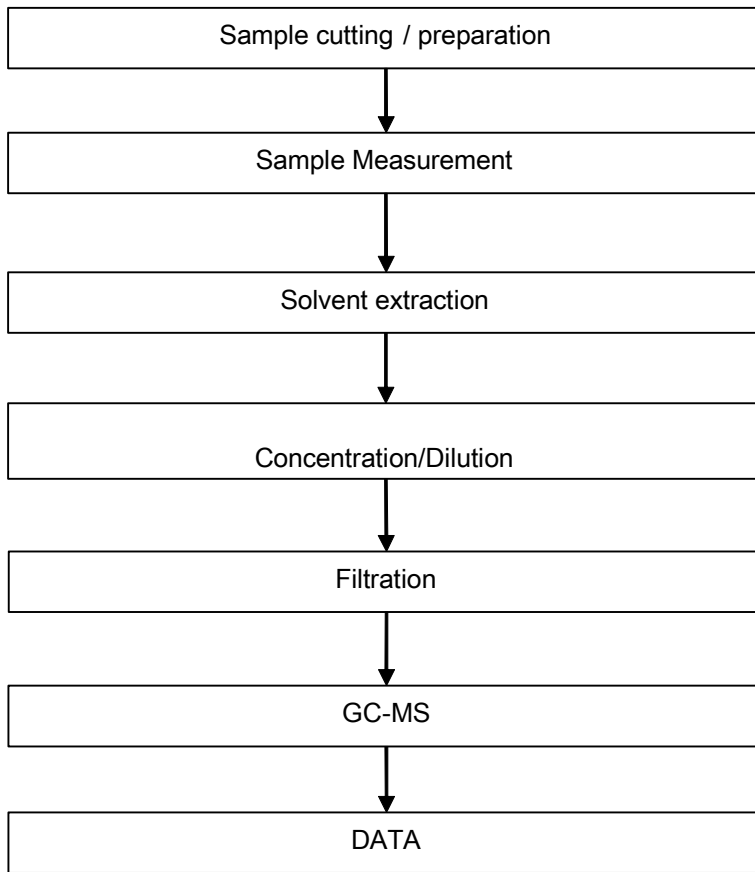 Sample cutting / preparation
Sample Measurement
Solvent extraction
Concentration/Dilution
Filtration
GC-MS
DATA